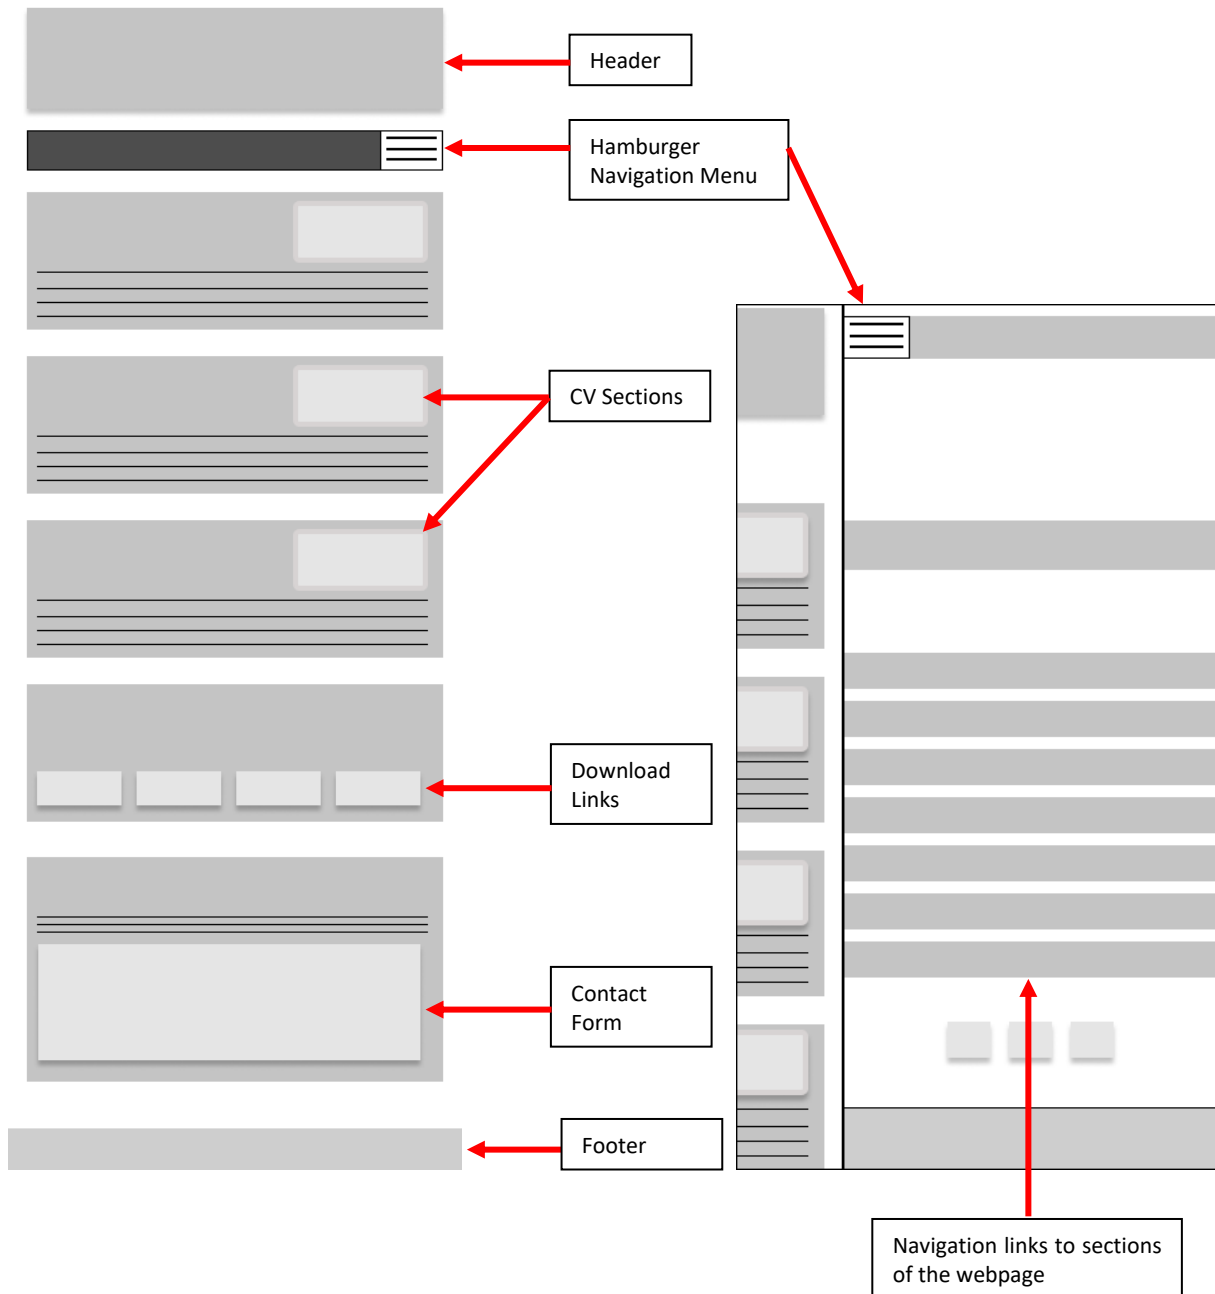 Header
Hamburger
Navigation Menu
CV Sections
Download
Links
Contact
Form
Footer
Navigation links to sections
of the webpage